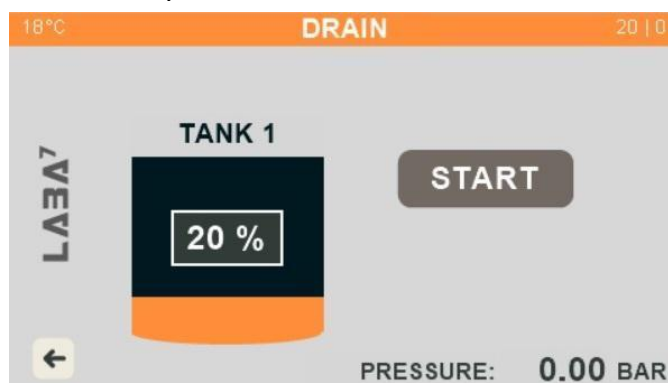 18°C DRAIN 20 | 0
TANK 1
START
LABA7
20 %
PRESSURE: 0.00 BAR